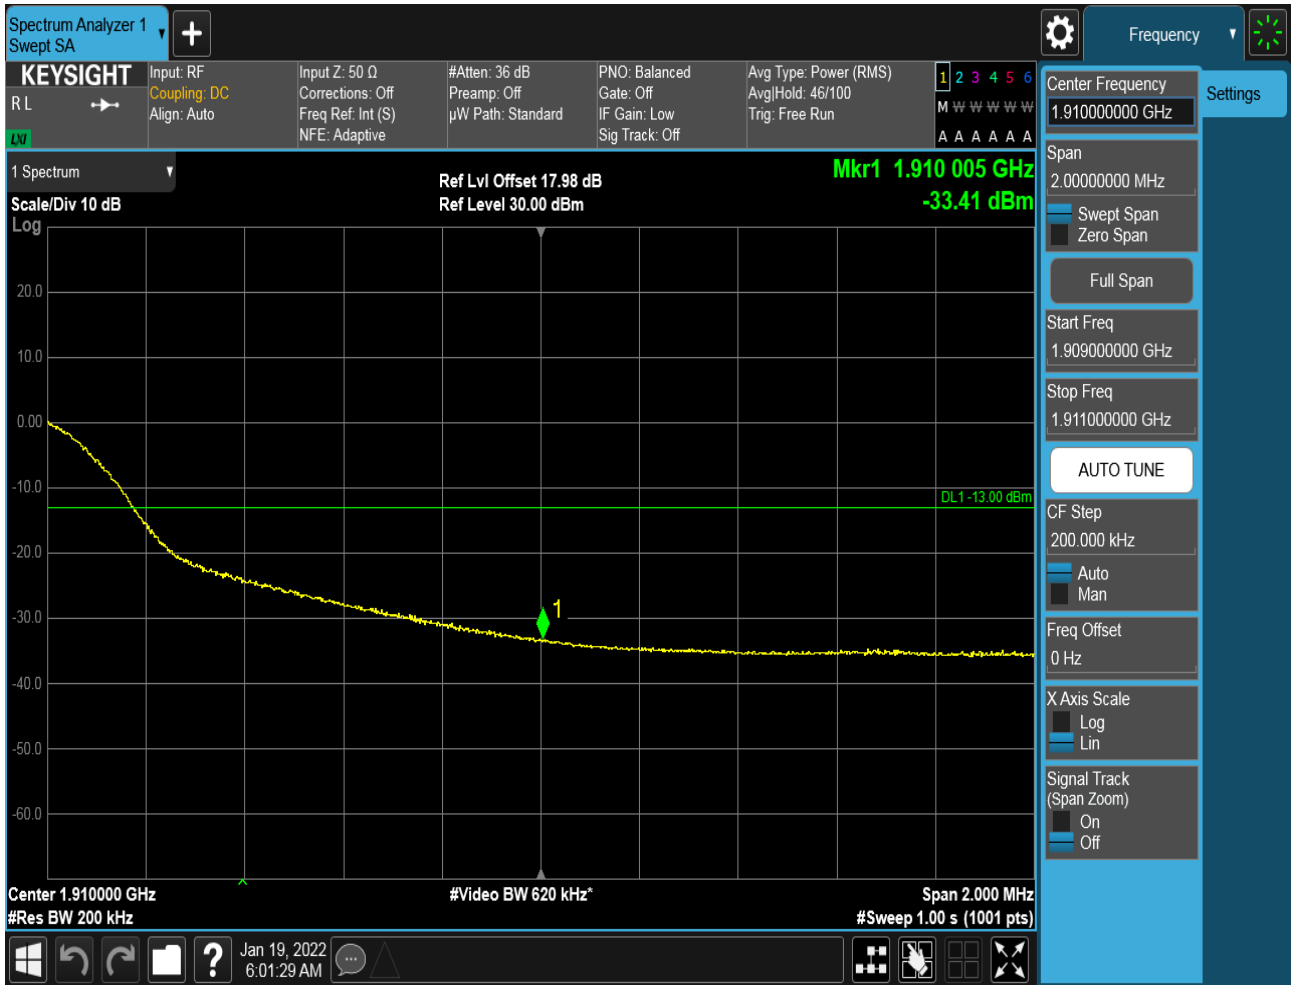 Spectrum Analyzer 1
Swept SA
Frequency
KEYSIGHT
R L
LXI
Input: RF
Coupling: DC
Align: Auto
Input Z: 50 Ω
Corrections: Off
Freq Ref: Int (S)
NFE: Adaptive
#Atten: 36 dB
Preamp: Off
µW Path: Standard
PNO: Balanced
Gate: Off
IF Gain: Low
Sig Track: Off
Avg Type: Power (RMS)
Avg|Hold: 46/100
Trig: Free Run
1 2 3 4 5 6
M W W W W W
A A A A A A
1 Spectrum
Scale/Div 10 dB
Log
Ref Lvl Offset 17.98 dB
Ref Level 30.00 dBm
Mkr1 1.910 005 GHz
-33.41 dBm
20.0
10.0
0.00
-10.0
DL1 -13.00 dBm
-20.0
-30.0
1
-40.0
-50.0
-60.0
Center 1.910000 GHz
#Video BW 620 kHz*
Span 2.000 MHz
#Res BW 200 kHz
#Sweep 1.00 s (1001 pts)
Jan 19, 2022
6:01:29 AM
Center Frequency
1.910000000 GHz
Settings
Span
2.00000000 MHz
Swept Span
Zero Span
Full Span
Start Freq
1.909000000 GHz
Stop Freq
1.911000000 GHz
AUTO TUNE
CF Step
200.000 kHz
Auto
Man
Freq Offset
0 Hz
X Axis Scale
Log
Lin
Signal Track
(Span Zoom)
On
Off